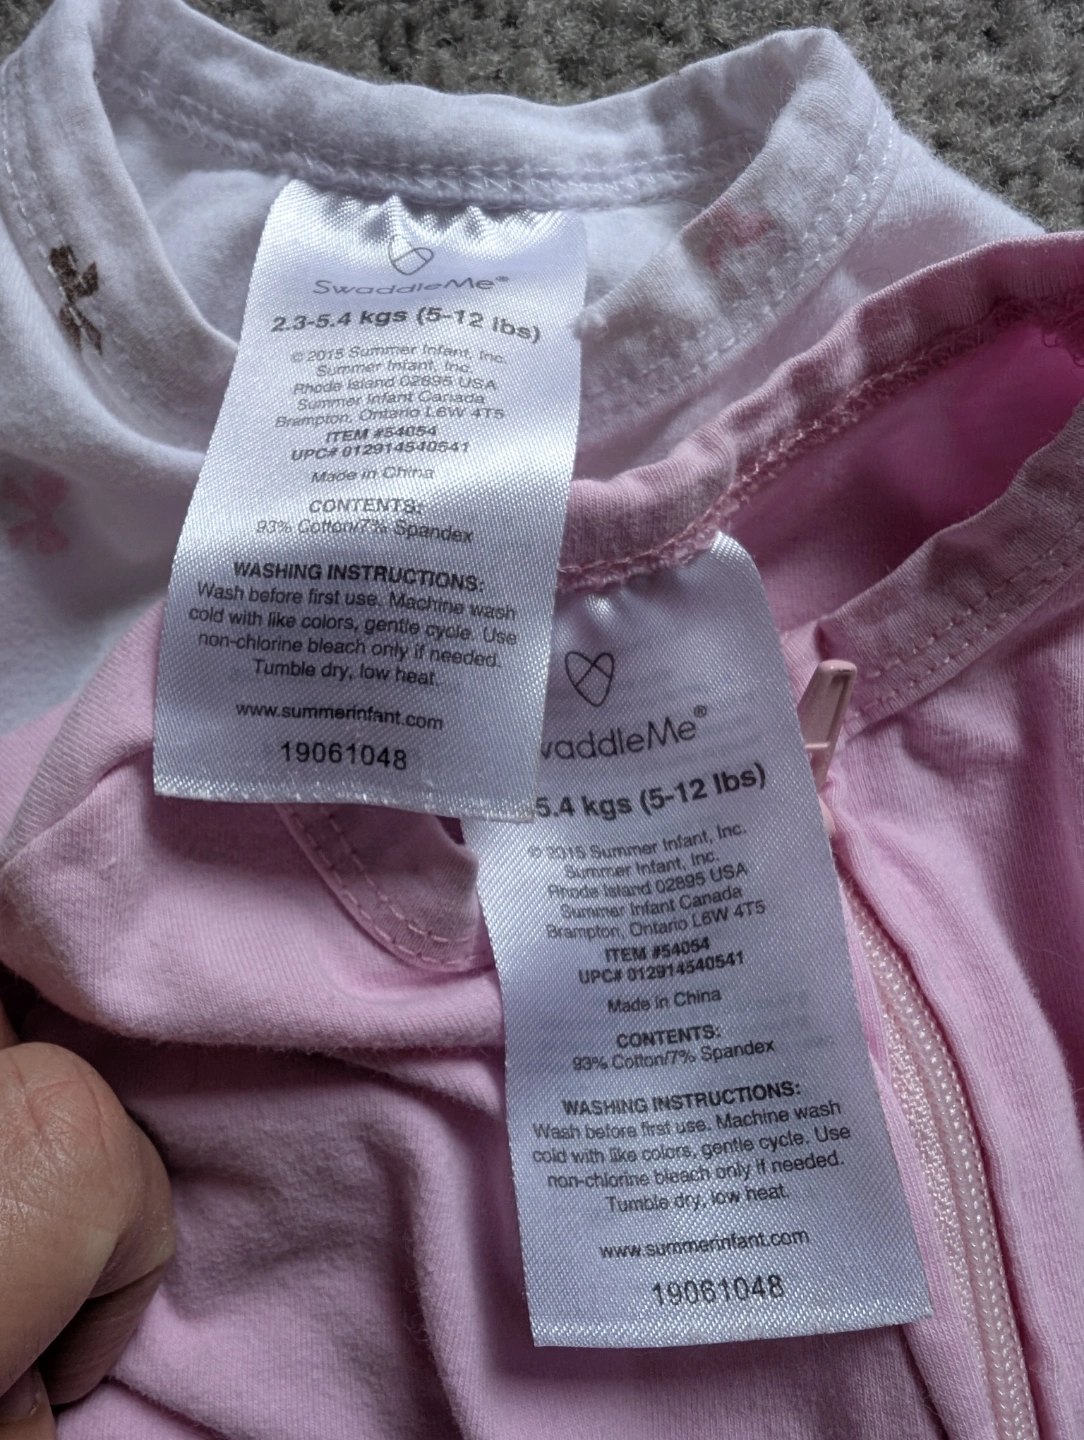 SwaddleMe®
2.3-5.4 kgs (5-12 lbs)
© 2015 Summer Infant, Inc.
Summer Infant, Inc.
Rhode Island 02895 USA
Summer Infant Canada
Brampton, Ontario L6W 4T5
ITEM #54054
UPC# 012914540541
Made in China
CONTENTS:
93% Cotton/7% Spandex
WASHING INSTRUCTIONS:
Wash before first use. Machine wash
cold with like colors, gentle cycle. Use
non-chlorine bleach only if needed.
Tumble dry, low heat.
www.summerinfant.com
19061048
waddleMe®
5.4 kgs (5-12 lbs)
© 2015 Summer Infant, Inc.
Summer Infant, Inc.
Rhode Island 02895 USA
Summer Infant Canada
Brampton, Ontario L6W 4T5
ITEM #54054
UPC# 012914540541
Made in China
CONTENTS:
93% Cotton/7% Spandex
WASHING INSTRUCTIONS:
Wash before first use. Machine wash
cold with like colors, gentle cycle. Use
non-chlorine bleach only if needed.
Tumble dry, low heat.
www.summerinfant.com
19061048